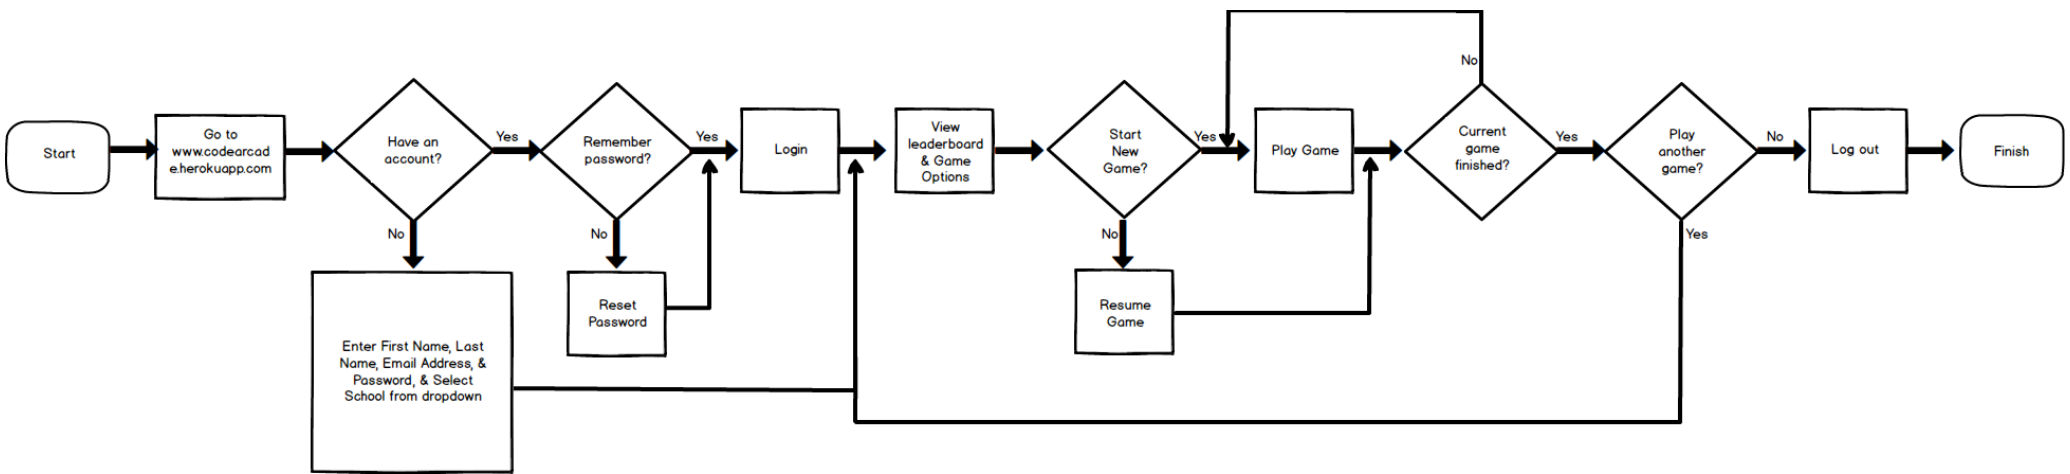 Start
Go to
www.codearcad
e.herokuapp.com
Have an
account?
Yes
No
Enter First Name, Last
Name, Email Address, &
Password, & Select
School from dropdown
Remember
password?
Yes
No
Reset
Password
Login
View
leaderboard
& Game
Options
Start
New
Game?
Yes
No
Resume
Game
Play Game
Current
game
finished?
No
Yes
Play
another
game?
No
Yes
Log out
Finish